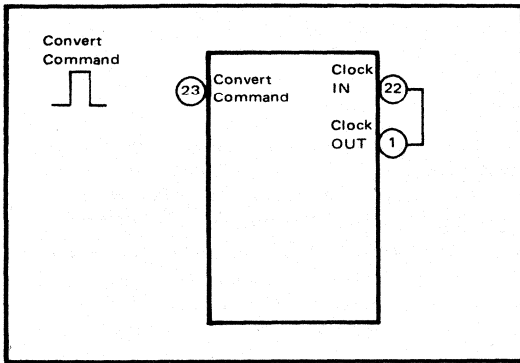 Convert
Command
23
Convert
Command
Clock
IN
22
Clock
OUT
1